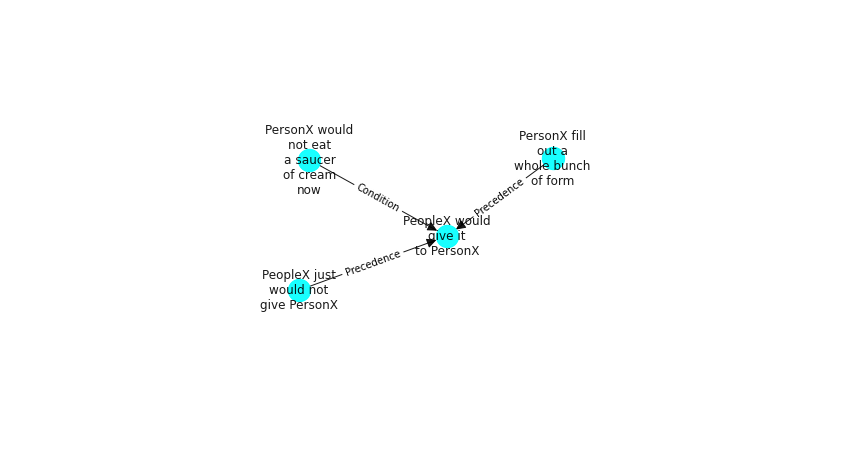 PersonX would
not eat
a saucer
of cream
now
PersonX fill
out a
whole bunch
of form
Condition
Precedence
PeopleX would
give it
to PersonX
Precedence
PeopleX just
would not
give PersonX